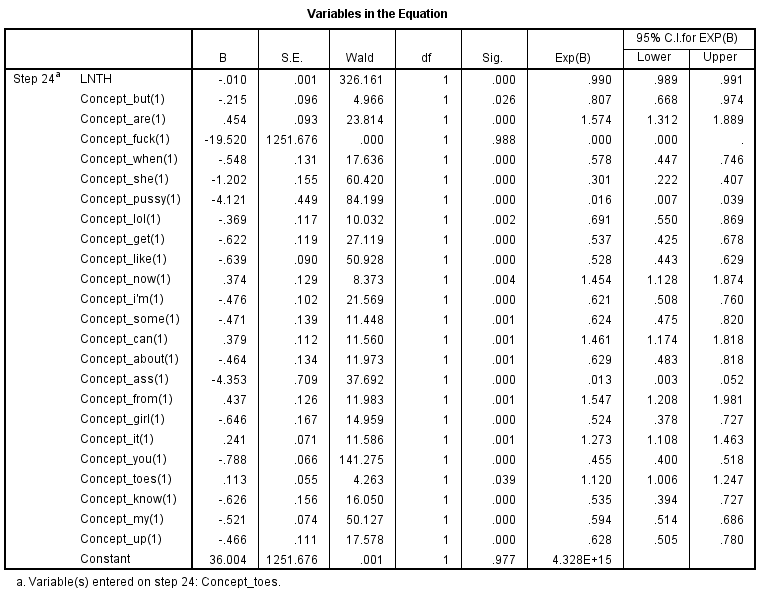 Variables in the Equation
95% C.I.for EXP(B)
B S.E. Wald df Sig. Exp(B) Lower Upper
Step 24a LNTH -.010 .001 326.161 1 .000 .990 .989 .991
Concept_but(1) -.215 .096 4.966 1 .026 .807 .668 .974
Concept_are(1) .454 .093 23.814 1 .000 1.574 1.312 1.889
Concept_fuck(1) -19.520 1251.676 .000 1 .988 .000 .000 .
Concept_when(1) -.548 .131 17.636 1 .000 .578 .447 .746
Concept_she(1) -1.202 .155 60.420 1 .000 .301 .222 .407
Concept_pussy(1) -4.121 .449 84.199 1 .000 .016 .007 .039
Concept_lol(1) -.369 .117 10.032 1 .002 .691 .550 .869
Concept_get(1) -.622 .119 27.119 1 .000 .537 .425 .678
Concept_like(1) -.639 .090 50.928 1 .000 .528 .443 .629
Concept_now(1) .374 .129 8.373 1 .004 1.454 1.128 1.874
Concept_i'm(1) -.476 .102 21.569 1 .000 .621 .508 .760
Concept_some(1) -.471 .139 11.448 1 .001 .624 .475 .820
Concept_can(1) .379 .112 11.560 1 .001 1.461 1.174 1.818
Concept_about(1) -.464 .134 11.973 1 .001 .629 .483 .818
Concept_ass(1) -4.353 .709 37.692 1 .000 .013 .003 .052
Concept_from(1) .437 .126 11.983 1 .001 1.547 1.208 1.981
Concept_girl(1) -.646 .167 14.959 1 .000 .524 .378 .727
Concept_it(1) .241 .071 11.586 1 .001 1.273 1.108 1.463
Concept_you(1) -.788 .066 141.275 1 .000 .455 .400 .518
Concept_toes(1) .113 .055 4.263 1 .039 1.120 1.006 1.247
Concept_know(1) -.626 .156 16.050 1 .000 .535 .394 .727
Concept_my(1) -.521 .074 50.127 1 .000 .594 .514 .686
Concept_up(1) -.466 .111 17.578 1 .000 .628 .505 .780
Constant 36.004 1251.676 .001 1 .977 4.328E+15
a. Variable(s) entered on step 24: Concept_toes.